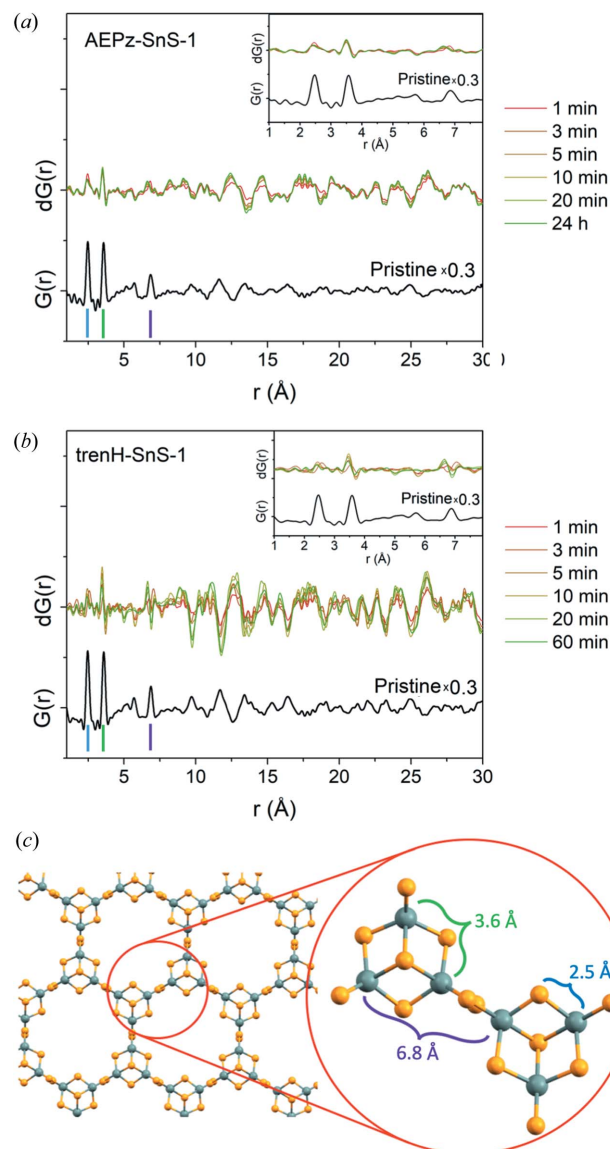 (a)
AEPz-SnS-1
dG(r)
G(r)
Pristine×0.3
1 2 3 4 5 6 7
r (Å)
1 min
3 min
5 min
10 min
20 min
24 h
dG(r)
G(r)
Pristine×0.3
5 10 15 20 25 30
r (Å)
(b)
trenH-SnS-1
dG(r)
G(r)
Pristine×0.3
1 2 3 4 5 6 7
r (Å)
1 min
3 min
5 min
10 min
20 min
60 min
dG(r)
G(r)
Pristine×0.3
5 10 15 20 25 30
r (Å)
(c)
3.6 Å
2.5 Å
6.8 Å